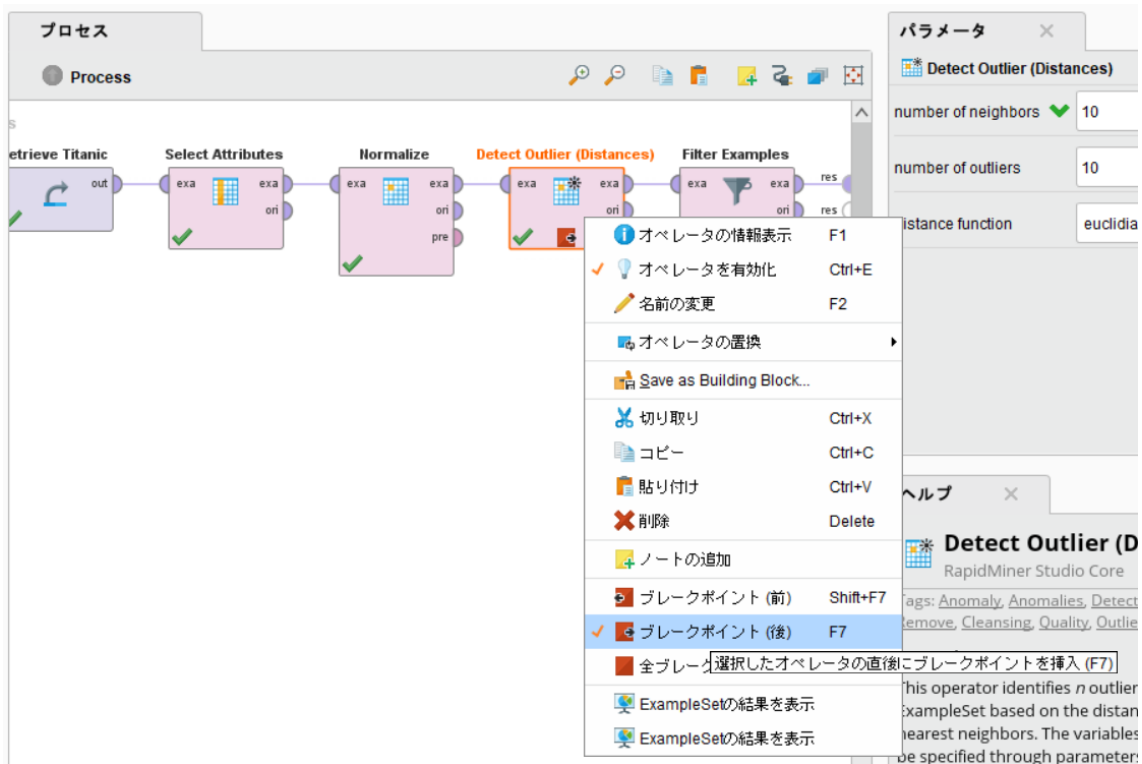 プロセス
Process
s
etrieve Titanic
out
Select Attributes
exa
exa
ori
Normalize
exa
exa
ori
pre
Detect Outlier (Distances)
exa
exa
ori
Filter Examples
exa
exa
ori
res
res
オペレータの情報表示 F1
オペレータを有効化 Ctrl+E
名前の変更 F2
オペレータの置換
Save as Building Block...
切り取り Ctrl+X
コピー Ctrl+C
貼り付け Ctrl+V
削除 Delete
ノートの追加
ブレークポイント (前) Shift+F7
ブレークポイント (後) F7
全ブレーク
選択したオペレータの直後にブレークポイントを挿入 (F7)
ExampleSetの結果を表示
ExampleSetの結果を表示
パラメータ
Detect Outlier (Distances)
number of neighbors 10
number of outliers 10
istance function euclidia
ヘルプ
Detect Outlier (D
RapidMiner Studio Core
Tags: Anomaly, Anomalies, Detect
Remove, Cleansing, Quality, Outlie
This operator identifies n outlier
ExampleSet based on the distan
nearest neighbors. The variables
be specified through parameters